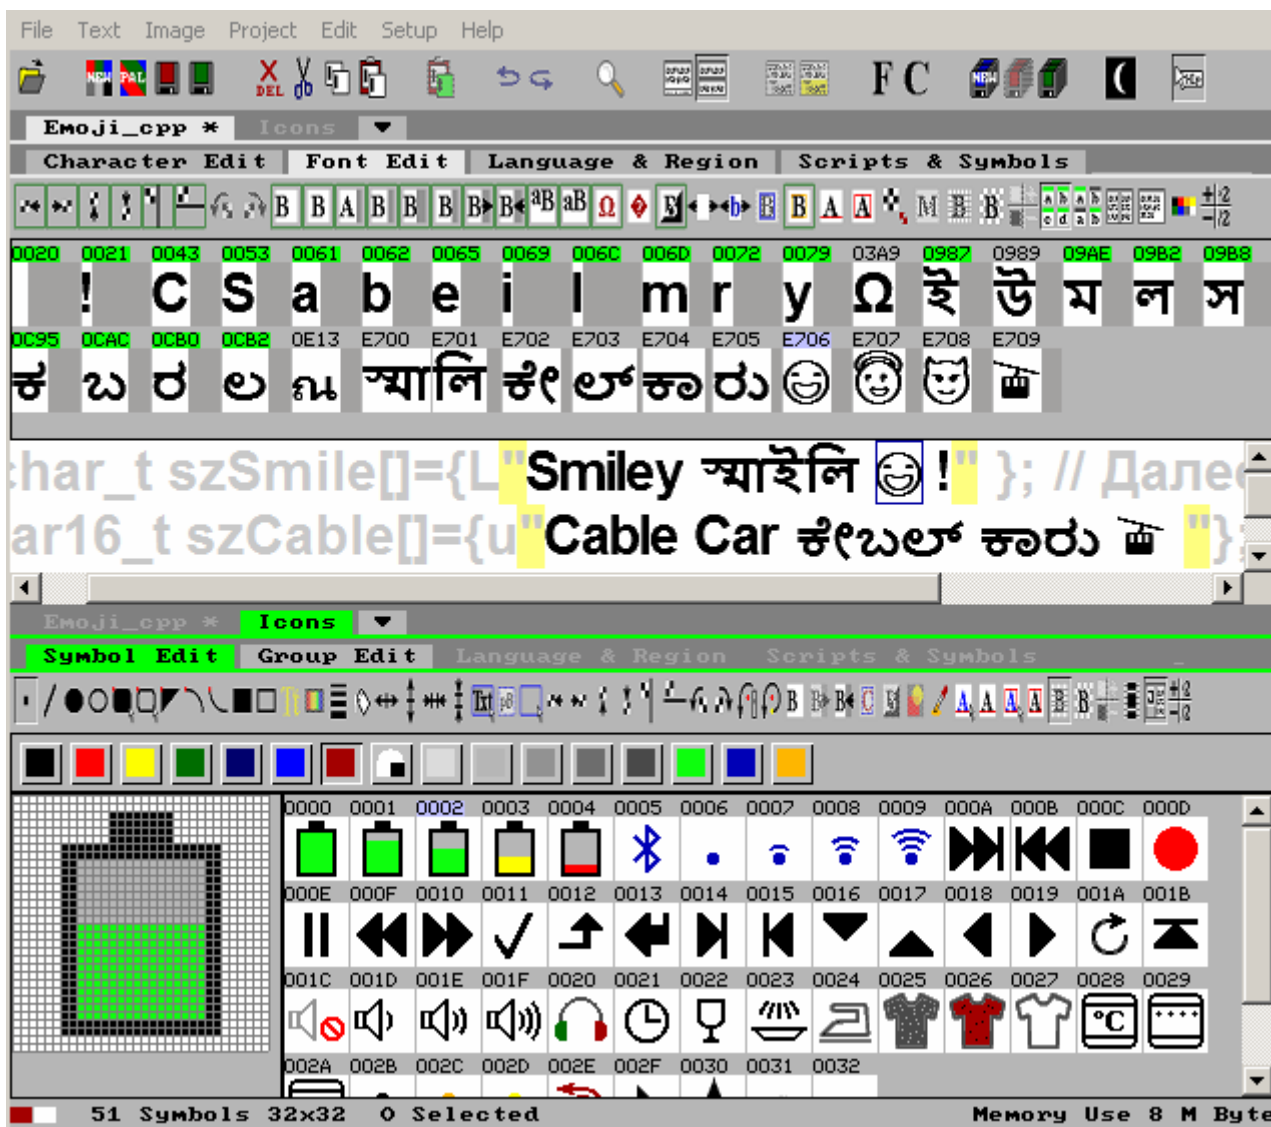 File Text Image Project Edit Setup Help
NEW PAL DEL F C NEW
Emoji_cpp * Icons
Character Edit Font Edit Language & Region Scripts & Symbols
0020 0021 0043 0053 0061 0062 0065 0069 006C 006D 0072 0079 03A9 0987 0989 09AE 09B2 09B8
! C S a b e i l m r y Ω ই উ ম ল স
0C95 0CAC 0CB0 0CB2 0E13 E700 E701 E702 E703 E704 E705 E706 E707 E708 E709
ಕ ಬ ರ ಲ ณ স্মা লি ಕೇ ಲ್ ಕಾ ರು 😄
char_t szSmile[]={L"Smiley স্মাইলি 😄 !" }; // Далее
ar16_t szCable[]={u"Cable Car ಕೇಬಲ್ ಕಾರು 🚡 "};
Emoji_cpp * Icons
Symbol Edit Group Edit Language & Region Scripts & Symbols
0000 0001 0002 0003 0004 0005 0006 0007 0008 0009 000A 000B 000C 000D
000E 000F 0010 0011 0012 0013 0014 0015 0016 0017 0018 0019 001A 001B
001C 001D 001E 001F 0020 0021 0022 0023 0024 0025 0026 0027 0028 0029
°C
002A 002B 002C 002D 002E 002F 0030 0031 0032
51 Symbols 32x32 0 Selected Memory Use 8 M Byte